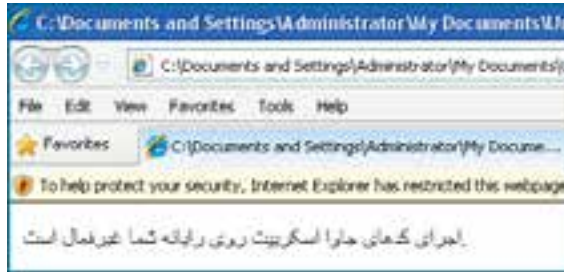 C:\Documents and Settings\Administrator\My Documents\
C:\Documents and Settings\Administrator\My Documents\
File Edit View Favorites Tools Help
Favorites C:\Documents and Settings\Administrator\My Docume...
To help protect your security, Internet Explorer has restricted this webpage
اجرای کدهای جاوا اسکریپت روی رایانه شما غیرفعال است.